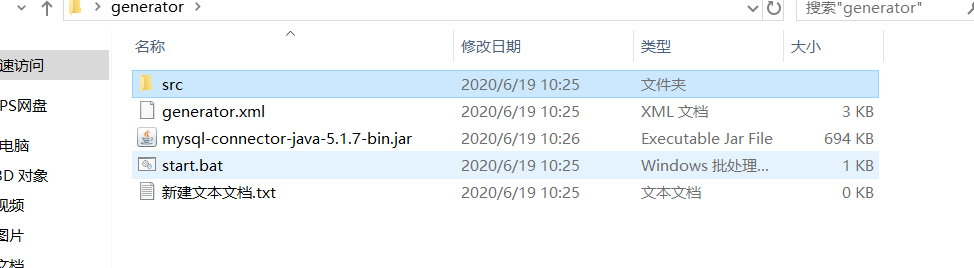 generator
搜索"generator"
名称 修改日期 类型 大小
速访问
src 2020/6/19 10:25 文件夹
PS网盘
generator.xml 2020/6/19 10:25 XML 文档 3 KB
mysql-connector-java-5.1.7-bin.jar 2020/6/19 10:26 Executable Jar File 694 KB
电脑
start.bat 2020/6/19 10:25 Windows 批处理... 1 KB
3D 对象
新建文本文档.txt 2020/6/19 10:25 文本文档 0 KB
视频
图片
文档